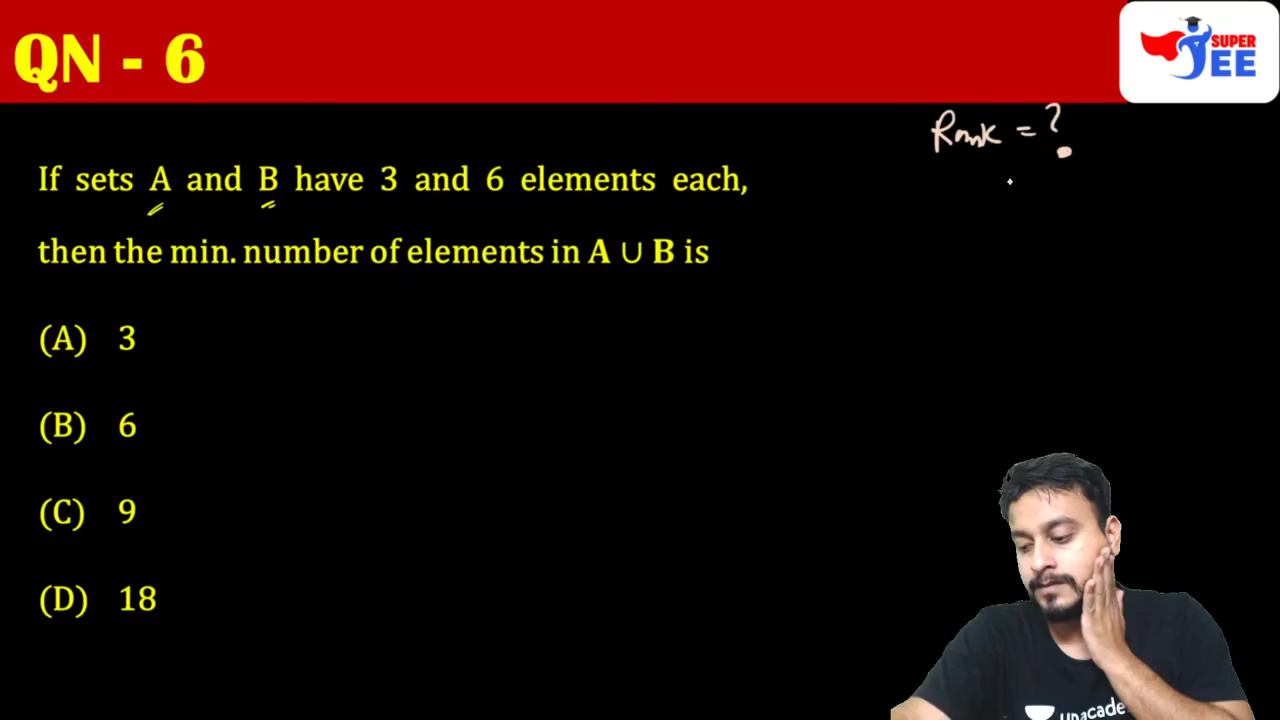 QN - 6
SUPER
JEE
Rank = ?
If sets A and B have 3 and 6 elements each,
then the min. number of elements in A ∪ B is
(A) 3
(B) 6
(C) 9
(D) 18